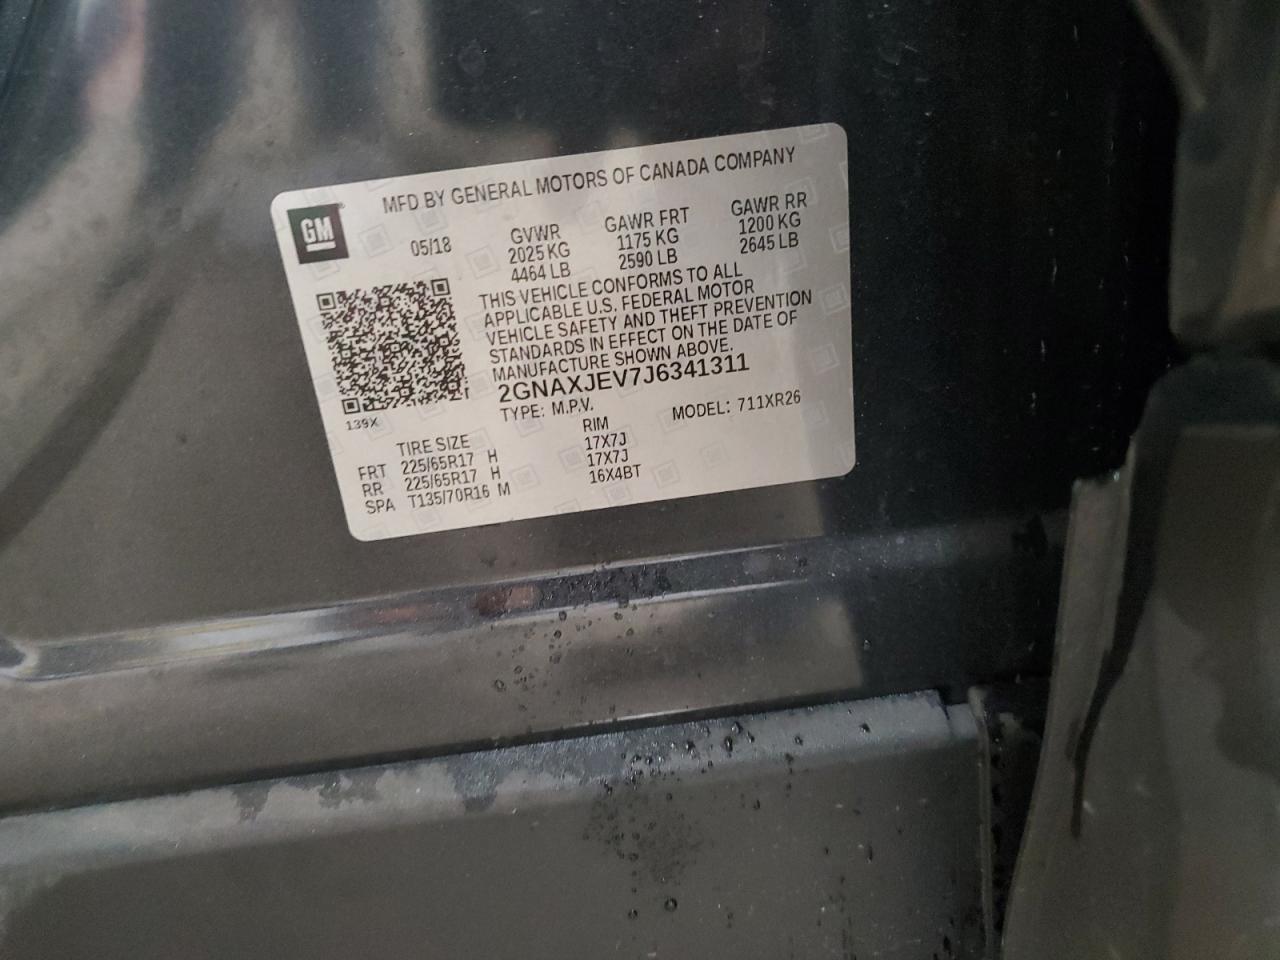 MFD BY GENERAL MOTORS OF CANADA COMPANY
GM®
05/18 GVWR GAWR FRT GAWR RR
2025 KG 1175 KG 1200 KG
4464 LB 2590 LB 2645 LB
THIS VEHICLE CONFORMS TO ALL
APPLICABLE U.S. FEDERAL MOTOR
VEHICLE SAFETY AND THEFT PREVENTION
STANDARDS IN EFFECT ON THE DATE OF
MANUFACTURE SHOWN ABOVE.
2GNAXJEV7J6341311
TYPE: M.P.V. MODEL: 711XR26
139X
TIRE SIZE RIM
FRT 225/65R17 H 17X7J
RR 225/65R17 H 17X7J
SPA T135/70R16 M 16X4BT